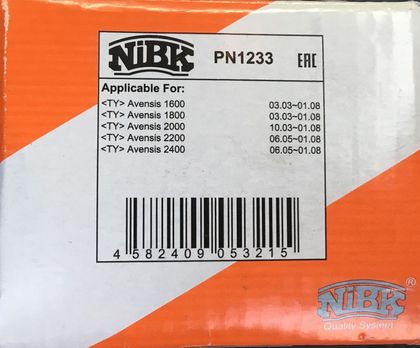 NiBK PN1233 EAC
Applicable For:
<TY> Avensis 1600 03.03~01.08
<TY> Avensis 1800 03.03~01.08
<TY> Avensis 2000 10.03~01.08
<TY> Avensis 2200 06.05~01.08
<TY> Avensis 2400 06.05~01.08
4 582409 053215
NiBK ®
Quality System